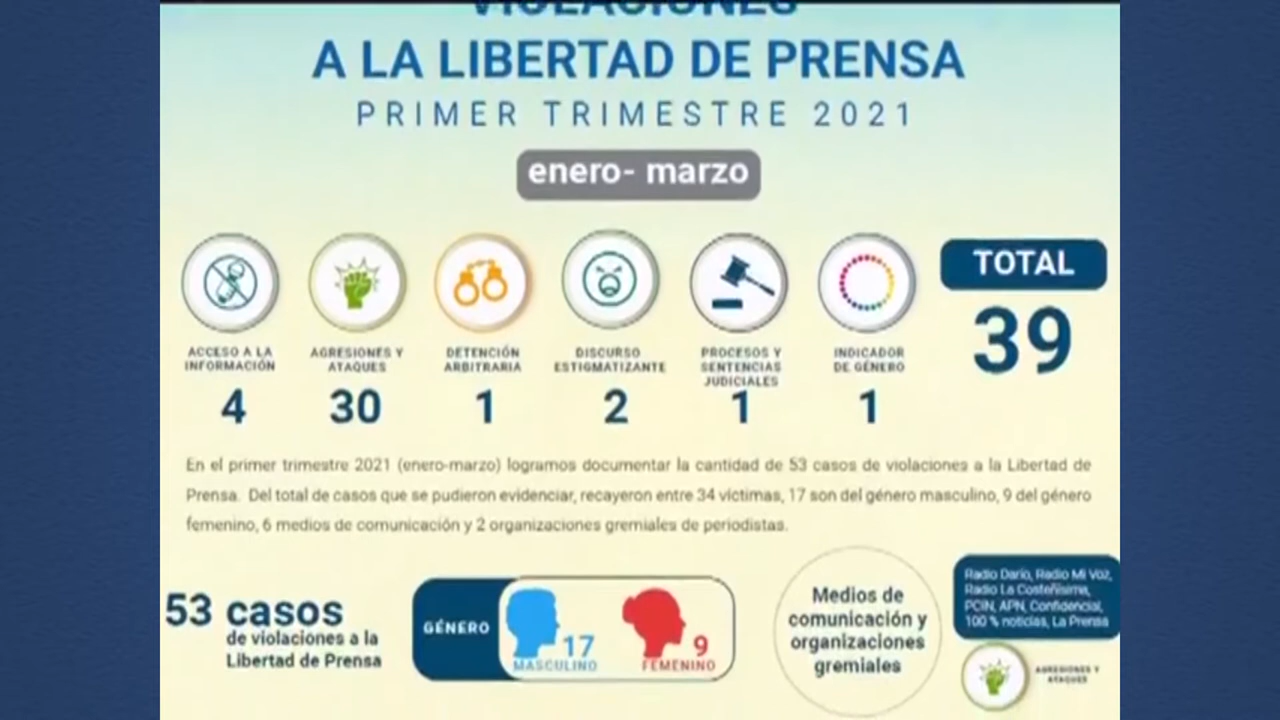 VIOLACIONES
A LA LIBERTAD DE PRENSA
PRIMER TRIMESTRE 2021
enero- marzo
ACCESO A LA
INFORMACIÓN
4
AGRESIONES Y
ATAQUES
30
DETENCIÓN
ARBITRARIA
1
DISCURSO
ESTIGMATIZANTE
2
PROCESOS Y
SENTENCIAS
JUDICIALES
1
INDICADOR
DE GÉNERO
1
TOTAL
39
En el primer trimestre 2021 (enero-marzo) logramos documentar la cantidad de 53 casos de violaciones a la Libertad de
Prensa. Del total de casos que se pudieron evidenciar, recayeron entre 34 víctimas, 17 son del género masculino, 9 del género
femenino, 6 medios de comunicación y 2 organizaciones gremiales de periodistas.
53 casos
de violaciones a la
Libertad de Prensa
GÉNERO
17
MASCULINO
9
FEMENINO
Medios de
comunicación y
organizaciones
gremiales
Radio Darío, Radio Mi Voz,
Radio La Costeñísima,
PCIN, APN, Confidencial,
100 % noticias, La Prensa
AGRESIONES Y
ATAQUES